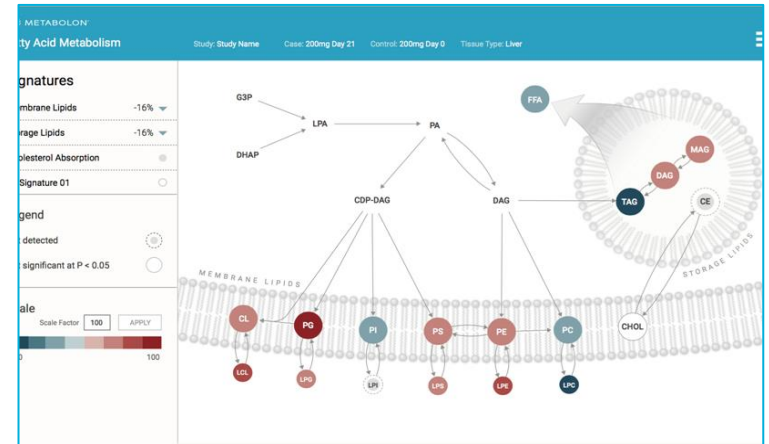 METABOLON
ty Acid Metabolism
Study: Study Name
Case: 200mg Day 21
Control: 200mg Day 0
Tissue Type: Liver
gnatures
mbrane Lipids -16%
rage Lipids -16%
olesterol Absorption
Signature 01
gend
detected
significant at P < 0.05
ale
Scale Factor 100 APPLY
0 100
G3P
LPA
PA
DHAP
CDP-DAG
DAG
FFA
MAG
DAG
TAG
CE
STORAGE LIPIDS
MEMBRANE LIPIDS
CL
PG
PI
PS
PE
PC
CHOL
LCL
LPG
LPI
LPS
LPE
LPC